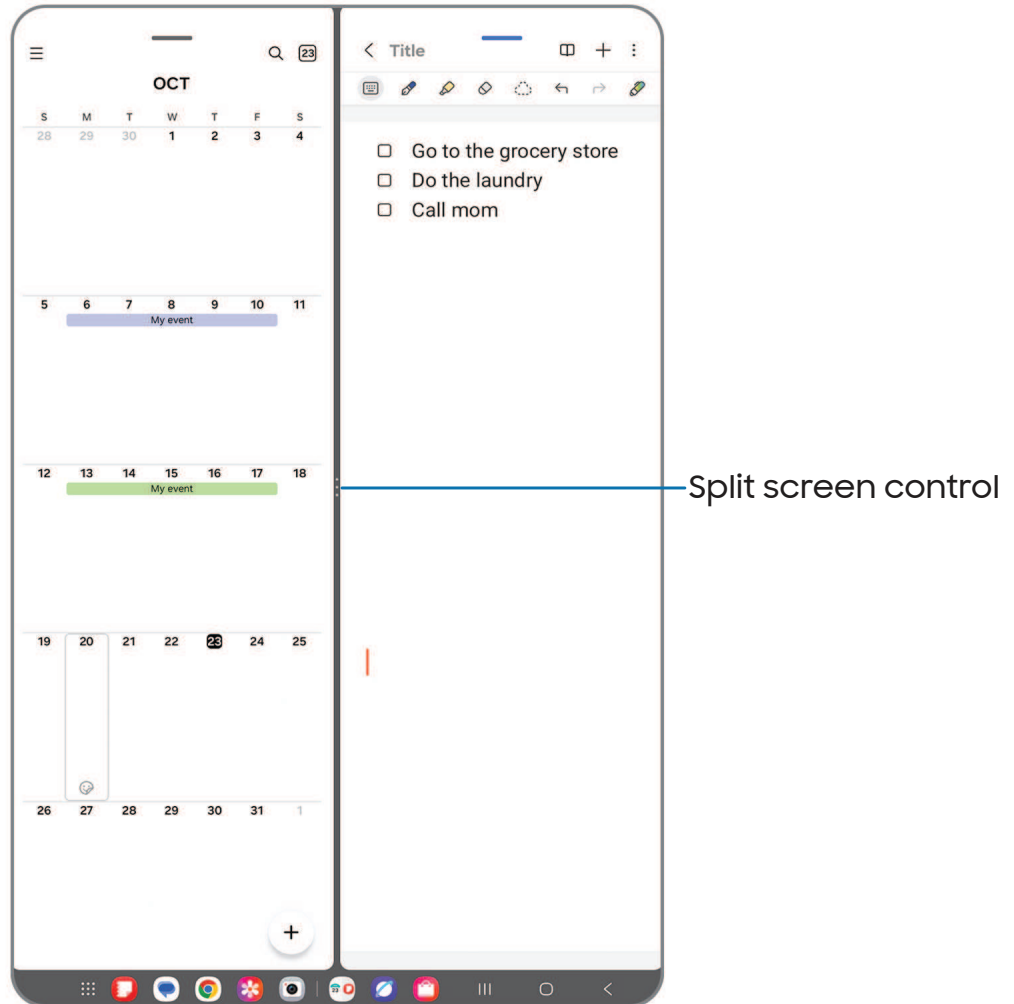 23
OCT
S M T W T F S
28 29 30 1 2 3 4
5 6 7 8 9 10 11
My event
12 13 14 15 16 17 18
My event
19 20 21 22 23 24 25
26 27 28 29 30 31 1
Title
Go to the grocery store
Do the laundry
Call mom
Split screen control